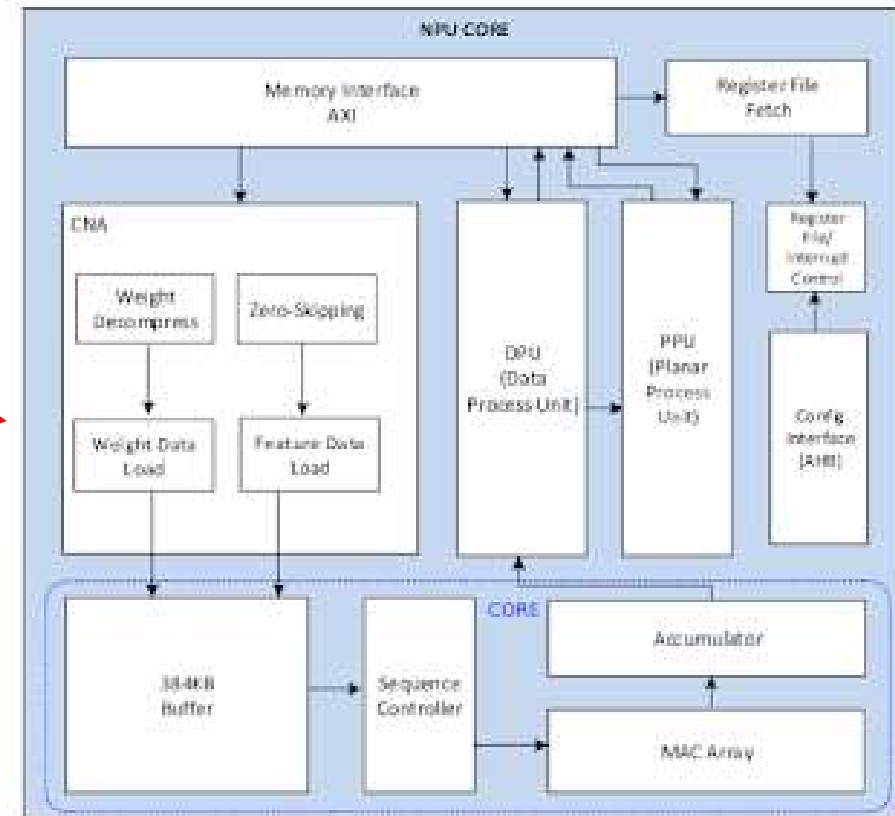 NPU CORE
Memory Interface
AXI
Register File
Fetch
CNA
Weight
Decompress
Zero-Skipping
Weight Data
Load
Feature Data
Load
DPU
(Data
Process Unit)
PPU
(Planar
Process
Unit)
Register
File/
Interrupt
Control
Config
Interface
(AHB)
CORE
384KB
Buffer
Sequence
Controller
Accumulator
MAC Array